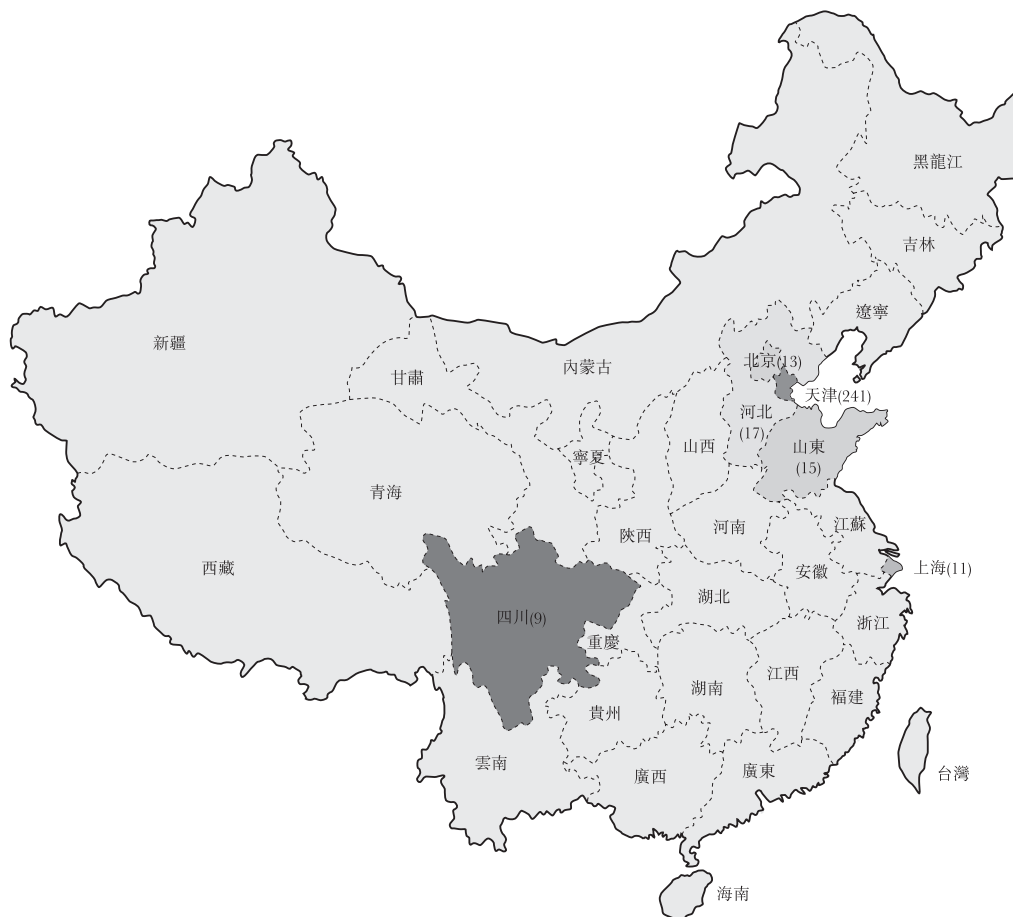 黑龍江
吉林
遼寧
新疆
北京(13)
內蒙古
甘肅
天津(241)
河北
(17)
山西
山東
(15)
寧夏
青海
江蘇
河南
陝西
西藏
安徽
上海(11)
湖北
四川(9)
浙江
重慶
江西
湖南
福建
貴州
雲南
廣西
廣東
台灣
海南